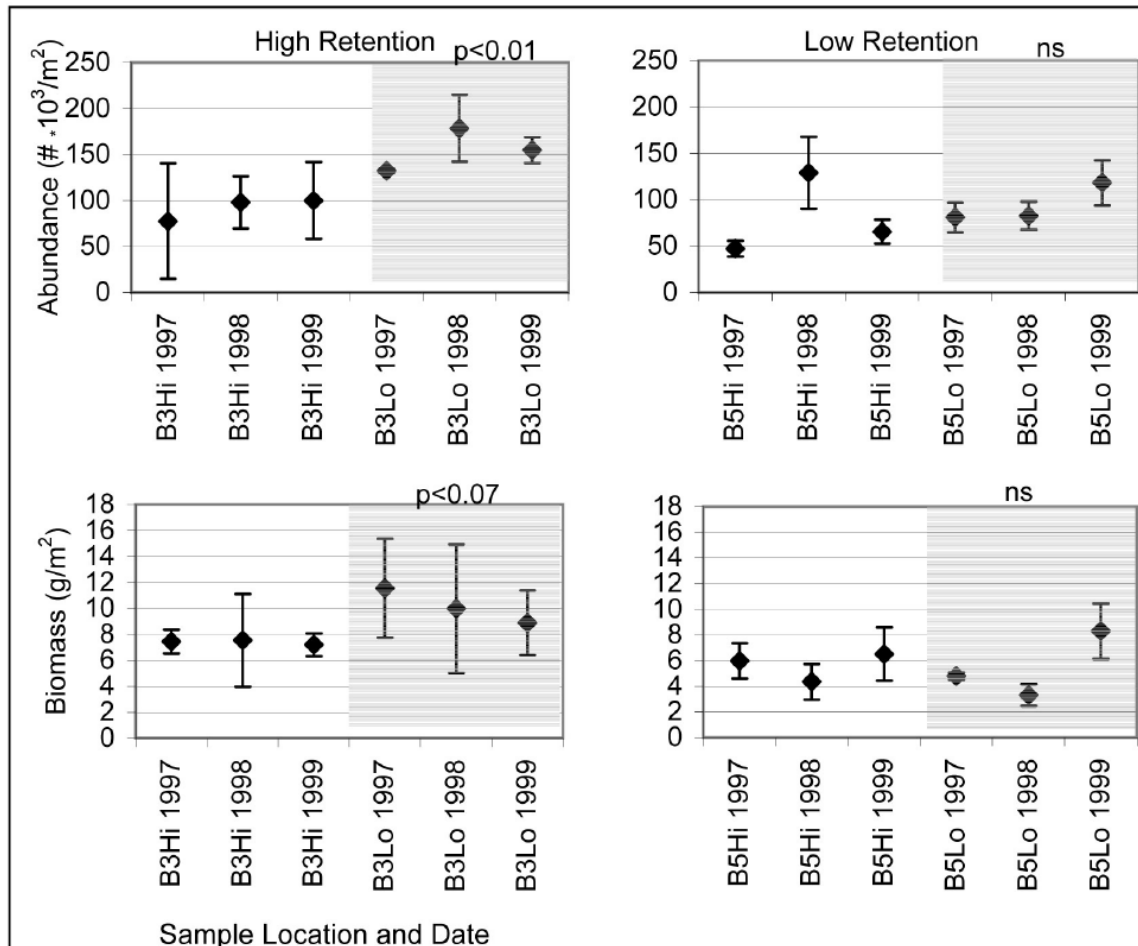 High Retention
p<0.01
Abundance (# * 10³/m²)
250
200
150
100
50
0
B3Hi 1997
B3Hi 1998
B3Hi 1999
B3Lo 1997
B3Lo 1998
B3Lo 1999
Low Retention
ns
250
200
150
100
50
0
B5Hi 1997
B5Hi 1998
B5Hi 1999
B5Lo 1997
B5Lo 1998
B5Lo 1999
p<0.07
Biomass (g/m²)
18
16
14
12
10
8
6
4
2
0
B3Hi 1997
B3Hi 1998
B3Hi 1999
B3Lo 1997
B3Lo 1998
B3Lo 1999
ns
18
16
14
12
10
8
6
4
2
0
B5Hi 1997
B5Hi 1998
B5Hi 1999
B5Lo 1997
B5Lo 1998
B5Lo 1999
Sample Location and Date